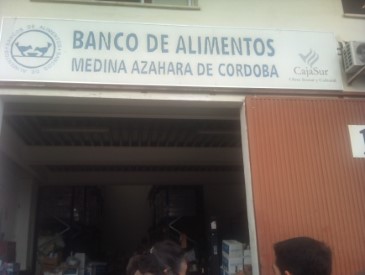 BANCO DE ALIMENTOS
MEDINA AZAHARA DE CORDOBA
CajaSur